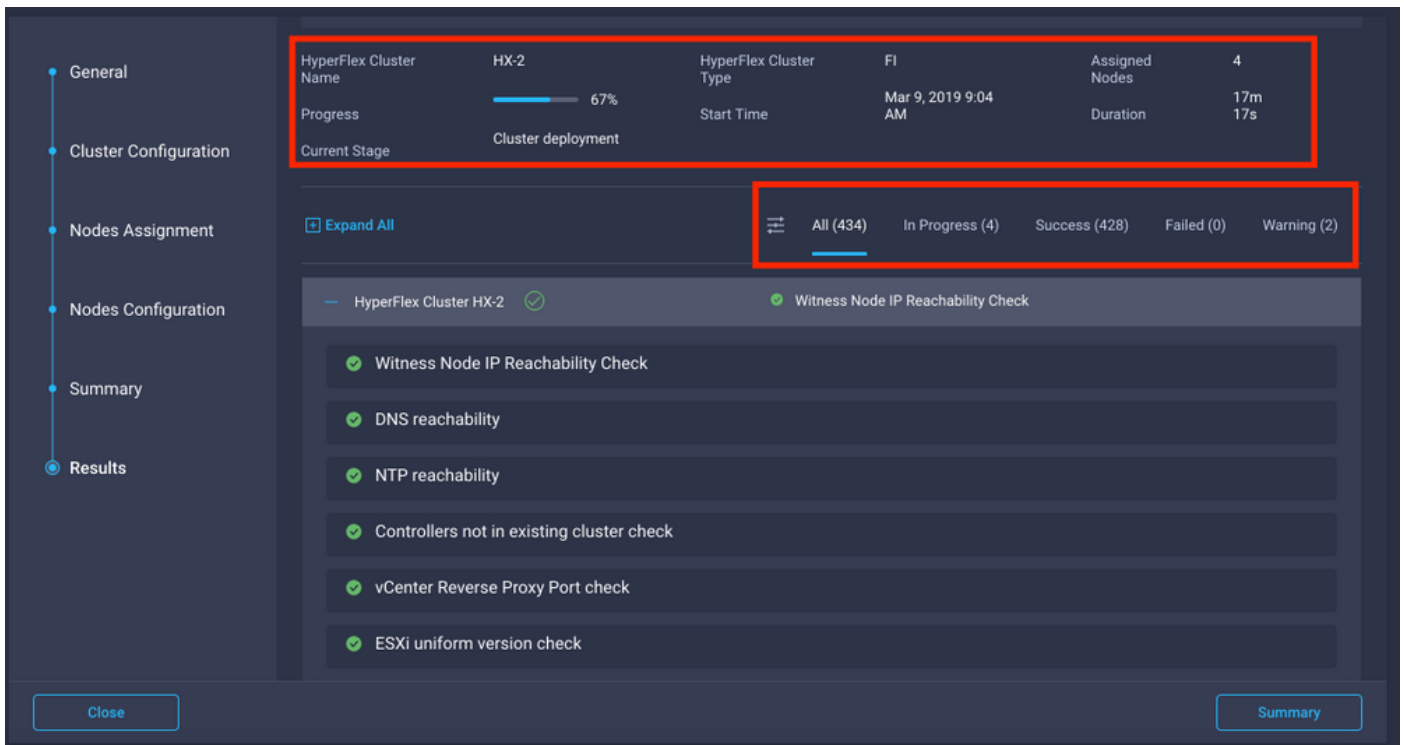 General
Cluster Configuration
Nodes Assignment
Nodes Configuration
Summary
Results
HyperFlex Cluster
Name
HX-2
HyperFlex Cluster
Type
FI
Assigned
Nodes
4
Progress
67%
Start Time
Mar 9, 2019 9:04
AM
Duration
17m
17s
Current Stage
Cluster deployment
Expand All
All (434)
In Progress (4)
Success (428)
Failed (0)
Warning (2)
HyperFlex Cluster HX-2
Witness Node IP Reachability Check
Witness Node IP Reachability Check
DNS reachability
NTP reachability
Controllers not in existing cluster check
vCenter Reverse Proxy Port check
ESXi uniform version check
Close
Summary